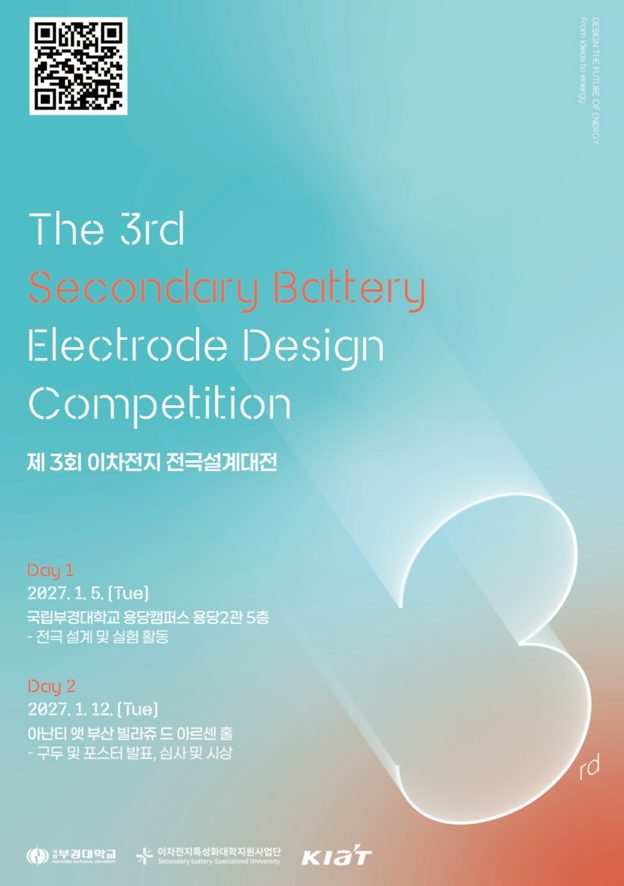 DESIGN THE FUTURE OF ENERGY
From ideas to energy
The 3rd
Secondary Battery
Electrode Design
Competition
제 3회 이차전지 전극설계대전
Day 1
2027. 1. 5. (Tue)
국립부경대학교 용당캠퍼스 용당2관 5층
- 전극 설계 및 실험 활동
Day 2
2027. 1. 12. (Tue)
아난티 앳 부산 빌라쥬 드 아르센 홀
- 구두 및 포스터 발표, 심사 및 시상
3rd
국립부경대학교
PUKYONG NATIONAL UNIVERSITY
이차전지특성화대학지원사업단
Secondary battery-Specialized University
KIAT